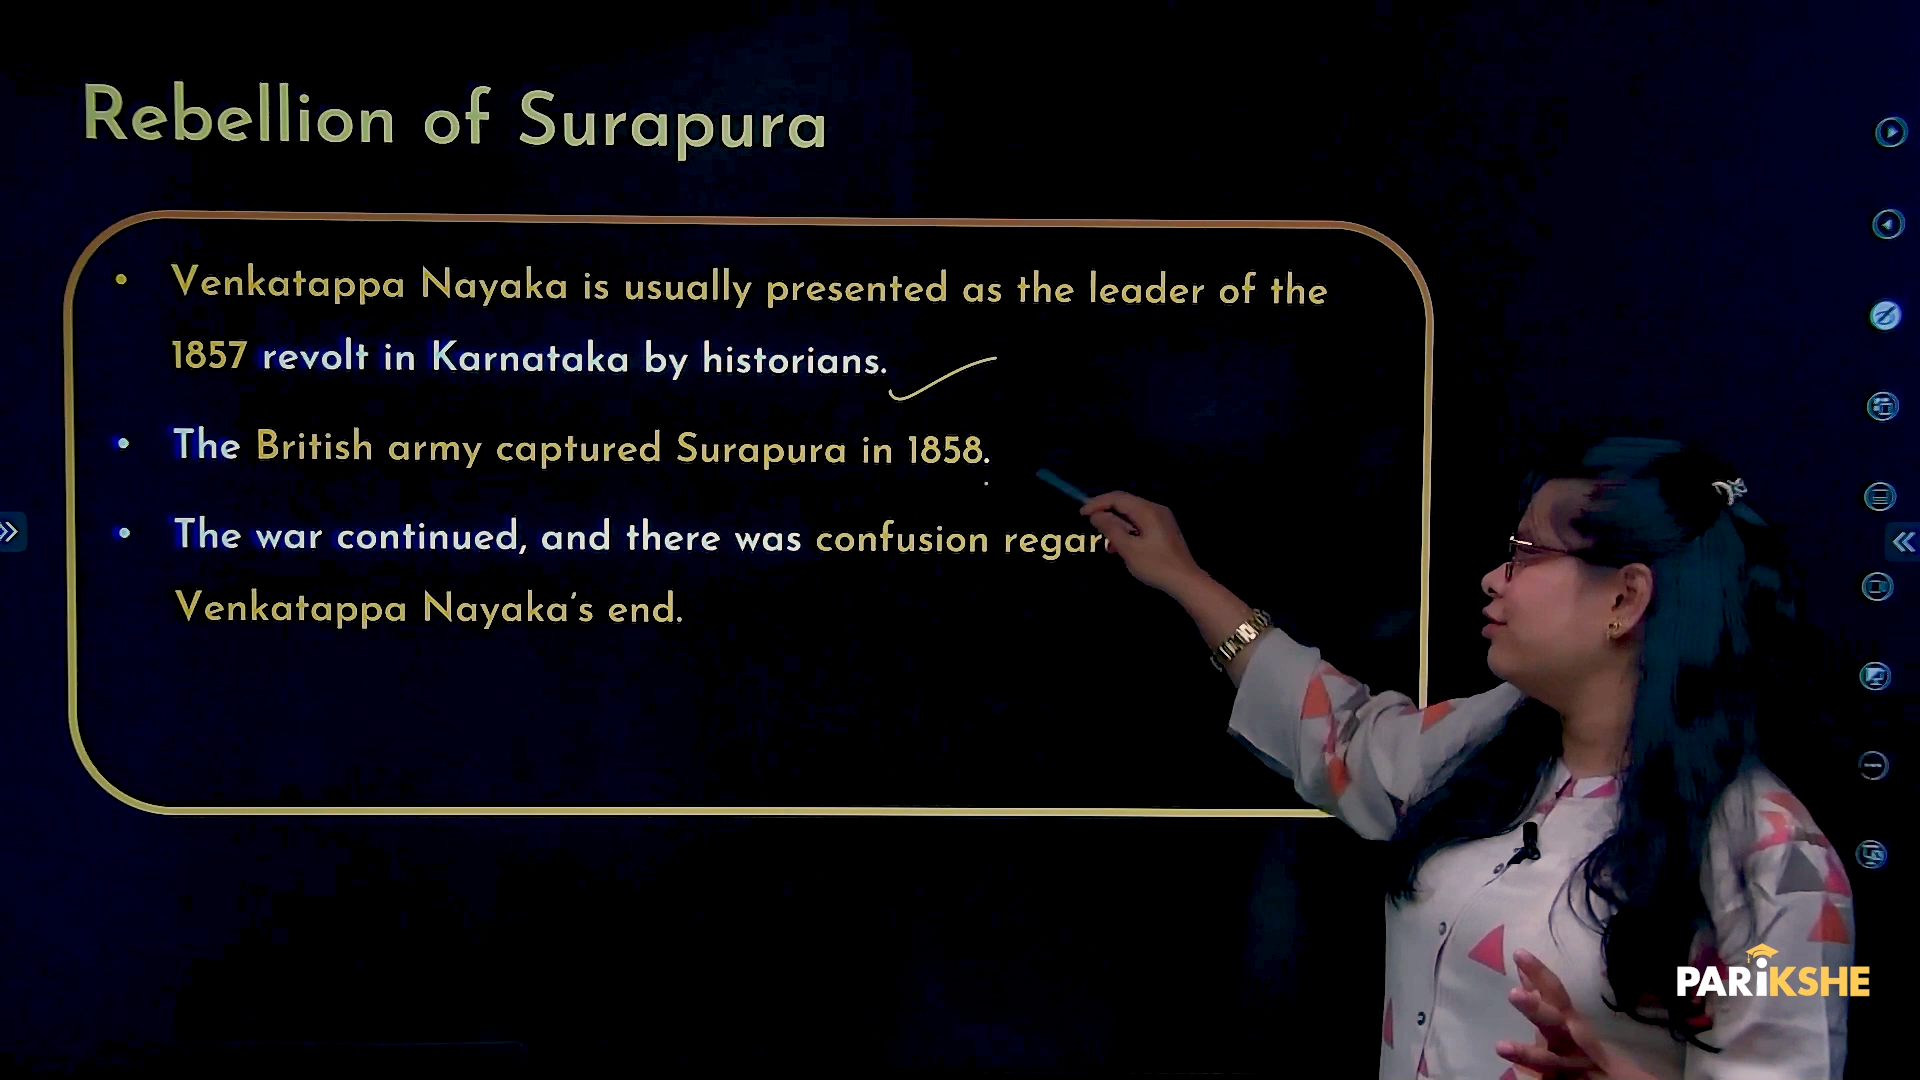 Rebellion of Surapura
• Venkatappa Nayaka is usually presented as the leader of the
1857 revolt in Karnataka by historians.
• The British army captured Surapura in 1858.
• The war continued, and there was confusion
Venkatappa Nayaka's end.
PARiKSHE